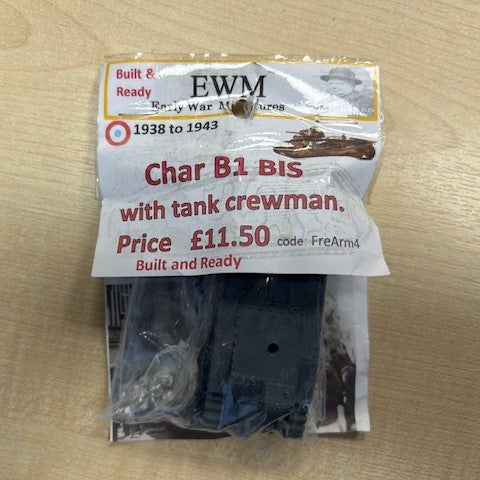 Built &
Ready
EWM
Early War Miniatures
1938 to 1943
Char B1 BIS
with tank crewman.
Price £11.50 code: FreArm4
Built and Ready